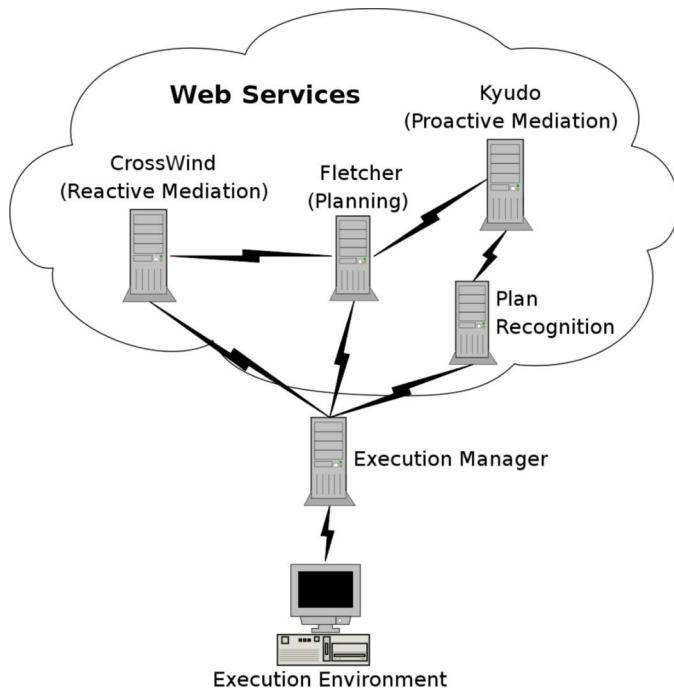 Web Services
Kyudo
(Proactive Mediation)
CrossWind
(Reactive Mediation)
Fletcher
(Planning)
Plan
Recognition
Execution Manager
Execution Environment